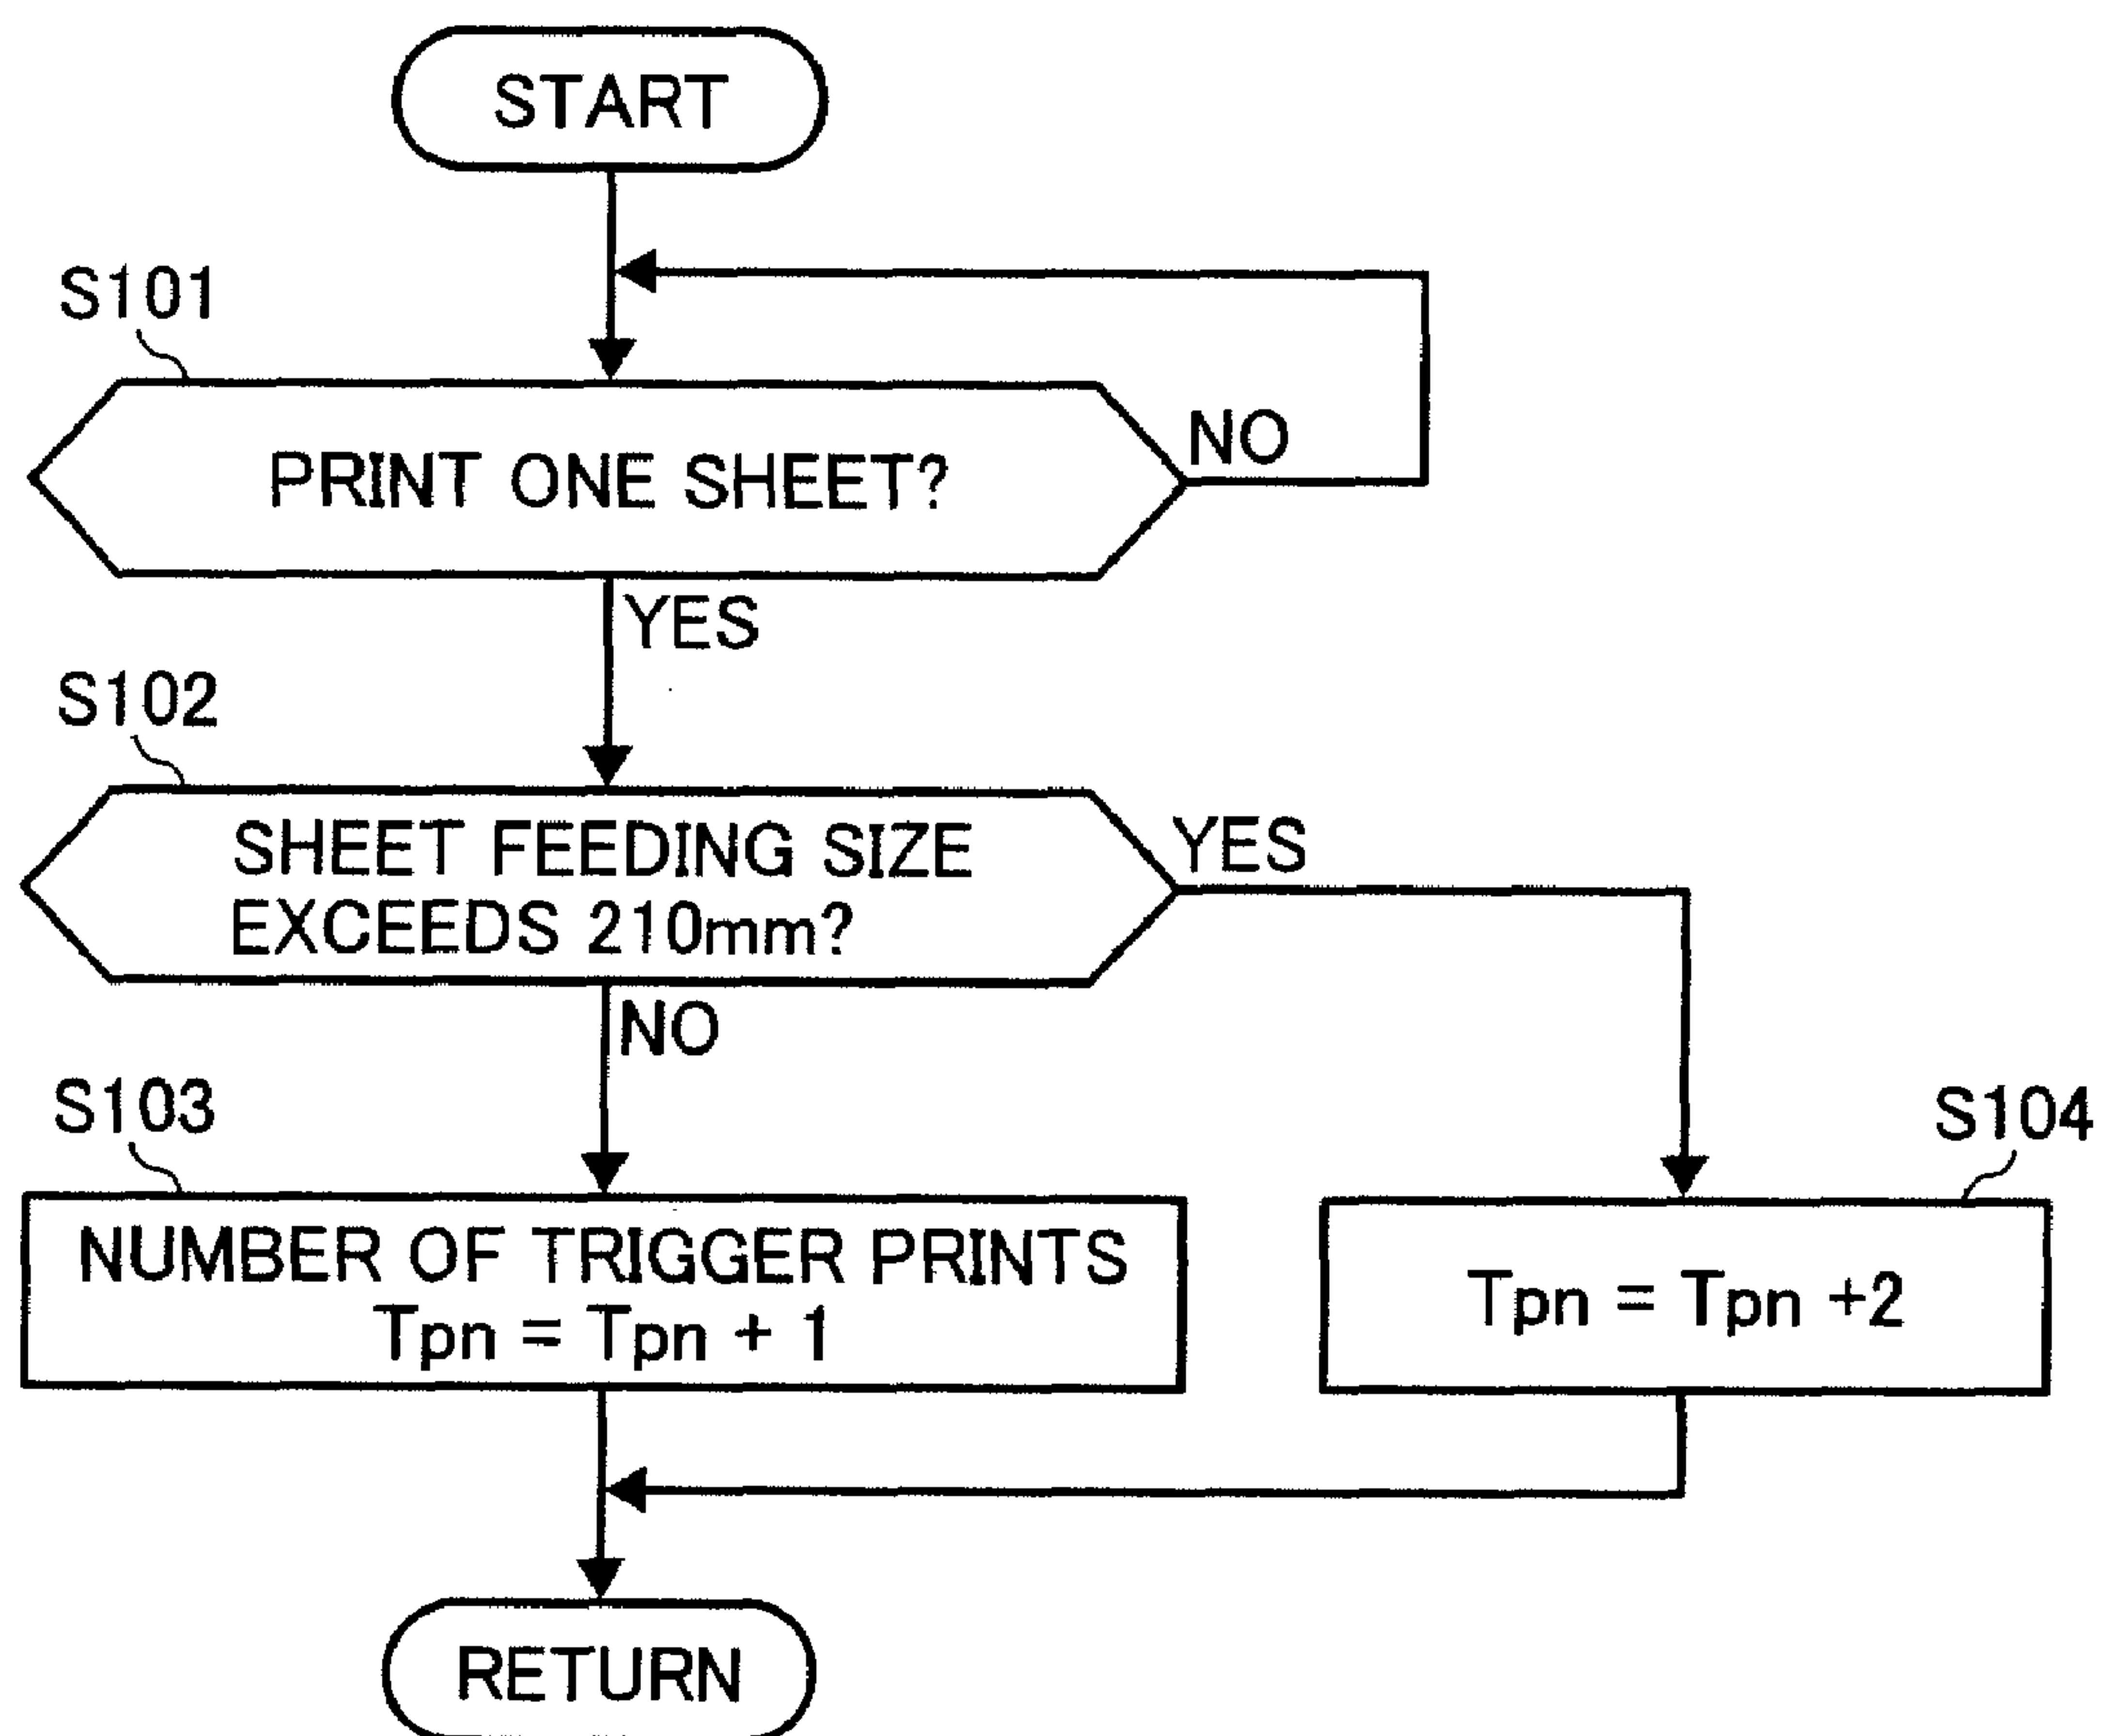 START
S101
NO
PRINT ONE SHEET?
YES
S102
SHEET FEEDING SIZE
EXCEEDS 210mm?
YES
NO
S103
S104
NUMBER OF TRIGGER PRINTS
Tpn = Tpn + 1
Tpn = Tpn +2
RETURN